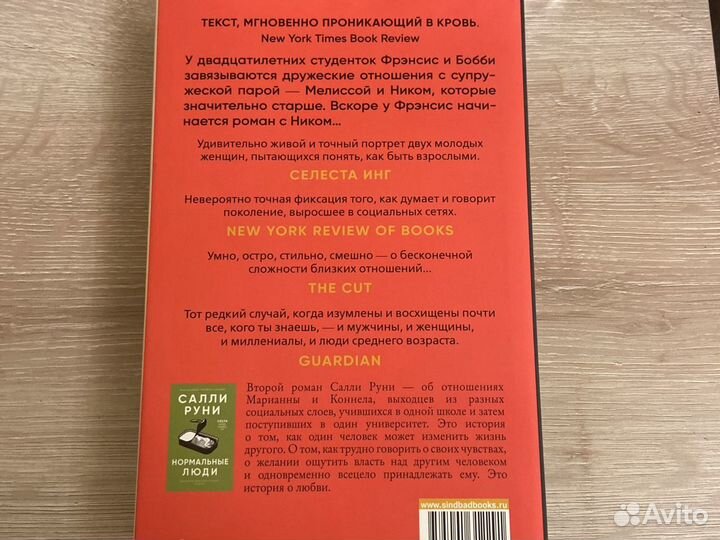 ТЕКСТ, МГНОВЕННО ПРОНИКАЮЩИЙ В КРОВЬ.
New York Times Book Review
У двадцатилетних студенток Фрэнсис и Бобби
завязываются дружеские отношения с супру-
жеской парой — Мелиссой и Ником, которые
значительно старше. Вскоре у Фрэнсис начи-
нается роман с Ником...
Удивительно живой и точный портрет двух молодых
женщин, пытающихся понять, как быть взрослыми.
СЕЛЕСТА ИНГ
Невероятно точная фиксация того, как думает и говорит
поколение, выросшее в социальных сетях.
NEW YORK REVIEW OF BOOKS
Умно, остро, стильно, смешно — о бесконечной
сложности близких отношений...
THE CUT
Тот редкий случай, когда изумлены и восхищены почти
все, кого ты знаешь, — и мужчины, и женщины,
и миллениалы, и люди среднего возраста.
GUARDIAN
САЛЛИ
РУНИ
НОРМАЛЬНЫЕ
ЛЮДИ
Второй роман Салли Руни — об отношениях
Марианны и Коннела, выходцев из разных
социальных слоев, учившихся в одной школе и затем
поступивших в один университет. Это история
о том, как один человек может изменить жизнь
другого. О том, как трудно говорить о своих чувствах,
о желании ощутить власть над другим человеком
и одновременно всецело принадлежать ему. Это
история о любви.
www.sindbadbooks.ru
Avito